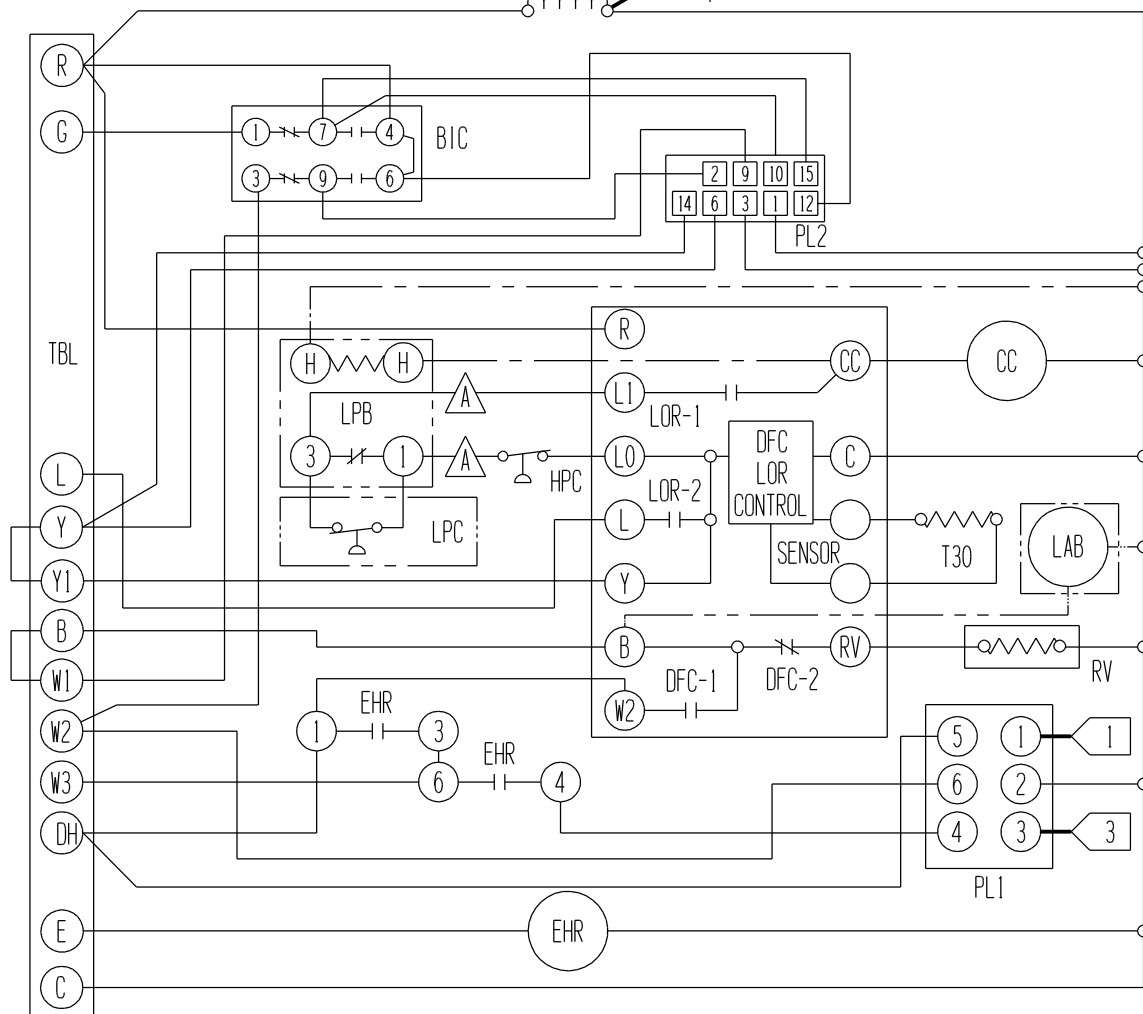 R
G
1 7 4
BIC
3 9 6
2 9 10 15
14 6 3 1 12
PL2
TBL
R
H H
CC
CC
L1
LOR-1
A
LPB
3 1
A
HPC
LO
DFC
LOR
CONTROL
C
L
LOR-2
L
LPC
SENSOR
T30
LAB
Y
Y1
Y
B
B
DFC-1
DFC-2
RV
RV
W1
W2
W2
1
EHR
3
EHR
5 1
1
W3
6
4
6 2
DH
4 3
3
PL1
E
EHR
C